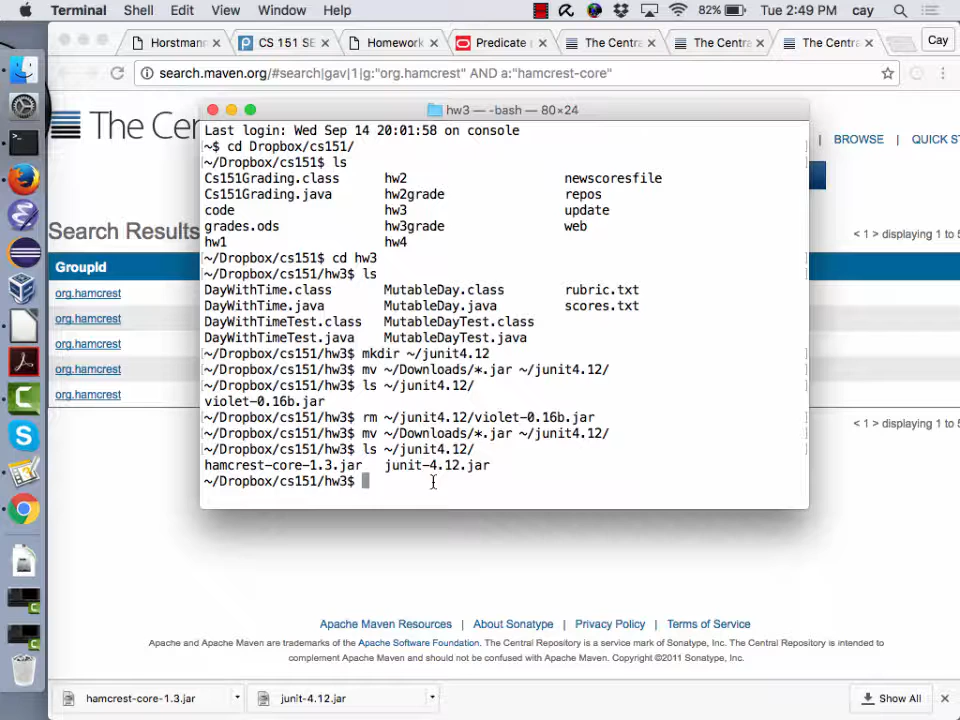 Terminal Shell Edit View Window Help 82% Tue 2:49 PM cay
Horstmann CS 151 SE Homework Predicate The Centra The Centra The Centra Cay
search.maven.org/#search|gav|1|g:"org.hamcrest" AND a:"hamcrest-core"
The Cen
BROWSE | QUICK ST
hw3 — -bash — 80×24
Last login: Wed Sep 14 20:01:58 on console
~$ cd Dropbox/cs151/
~/Dropbox/cs151$ ls
Cs151Grading.class hw2 newscoresfile
Cs151Grading.java hw2grade repos
code hw3 update
grades.ods hw3grade web
hw1 hw4
~/Dropbox/cs151$ cd hw3
~/Dropbox/cs151/hw3$ ls
DayWithTime.class MutableDay.class rubric.txt
DayWithTime.java MutableDay.java scores.txt
DayWithTimeTest.class MutableDayTest.class
DayWithTimeTest.java MutableDayTest.java
~/Dropbox/cs151/hw3$ mkdir ~/junit4.12
~/Dropbox/cs151/hw3$ mv ~/Downloads/*.jar ~/junit4.12/
~/Dropbox/cs151/hw3$ ls ~/junit4.12/
violet-0.16b.jar
~/Dropbox/cs151/hw3$ rm ~/junit4.12/violet-0.16b.jar
~/Dropbox/cs151/hw3$ mv ~/Downloads/*.jar ~/junit4.12/
~/Dropbox/cs151/hw3$ ls ~/junit4.12/
hamcrest-core-1.3.jar junit-4.12.jar
~/Dropbox/cs151/hw3$
Search Results
< 1 > displaying 1 to 5
GroupId
org.hamcrest
org.hamcrest
org.hamcrest
org.hamcrest
org.hamcrest
< 1 > displaying 1 to 5
Apache Maven Resources | About Sonatype | Privacy Policy | Terms of Service
Apache and Apache Maven are trademarks of the Apache Software Foundation. The Central Repository is a service mark of Sonatype, Inc. The Central Repository is intended to
complement Apache Maven and should not be confused with Apache Maven. Copyright ©2011 Sonatype, Inc.
hamcrest-core-1.3.jar junit-4.12.jar Show All